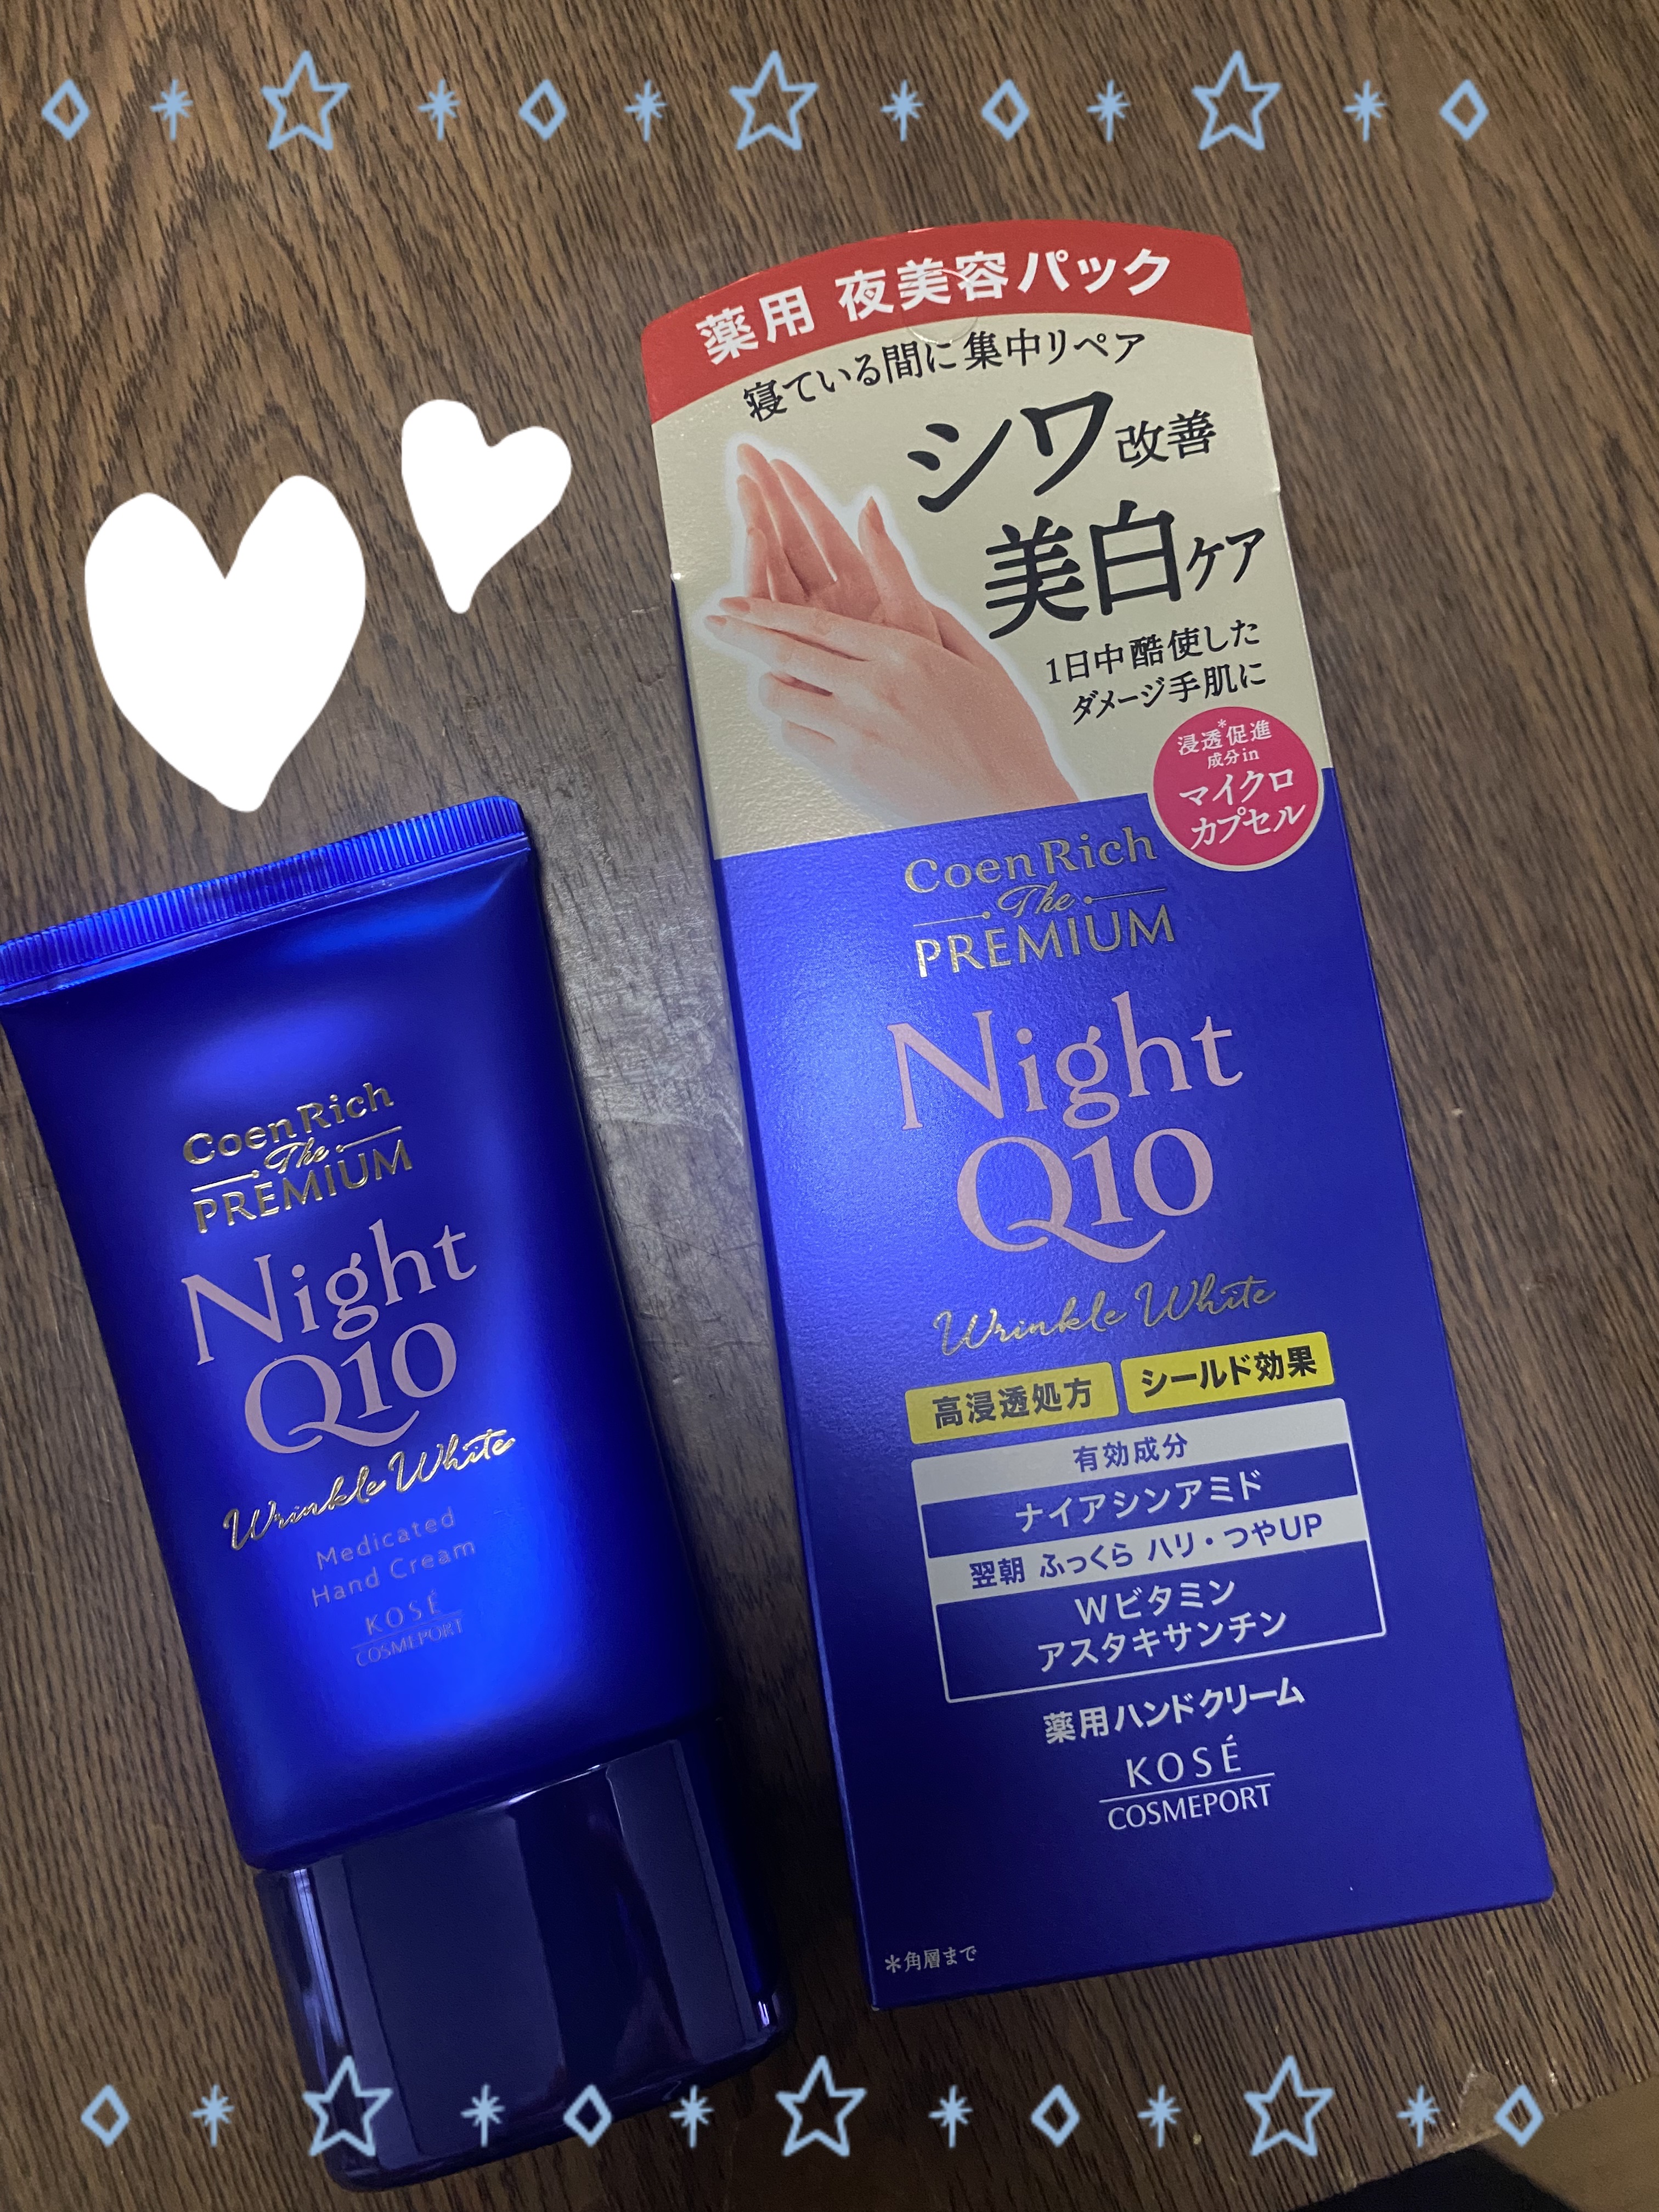 薬用 夜美容パック
寝ている間に集中リペア
シワ改善
美白ケア
1日中酷使した
ダメージ手肌に
浸透*促進
成分in
マイクロ
カプセル
Coen Rich
The
PREMIUM
Night
Q10
Wrinkle White
高浸透処方 シールド効果
有効成分
ナイアシンアミド
翌朝 ふっくら ハリ・つやUP
Wビタミン
アスタキサンチン
薬用ハンドクリーム
KOSÉ
COSMEPORT
*角層まで
Coen Rich
The
PREMIUM
Night
Q10
Wrinkle White
Medicated
Hand Cream
KOSÉ
COSMEPORT